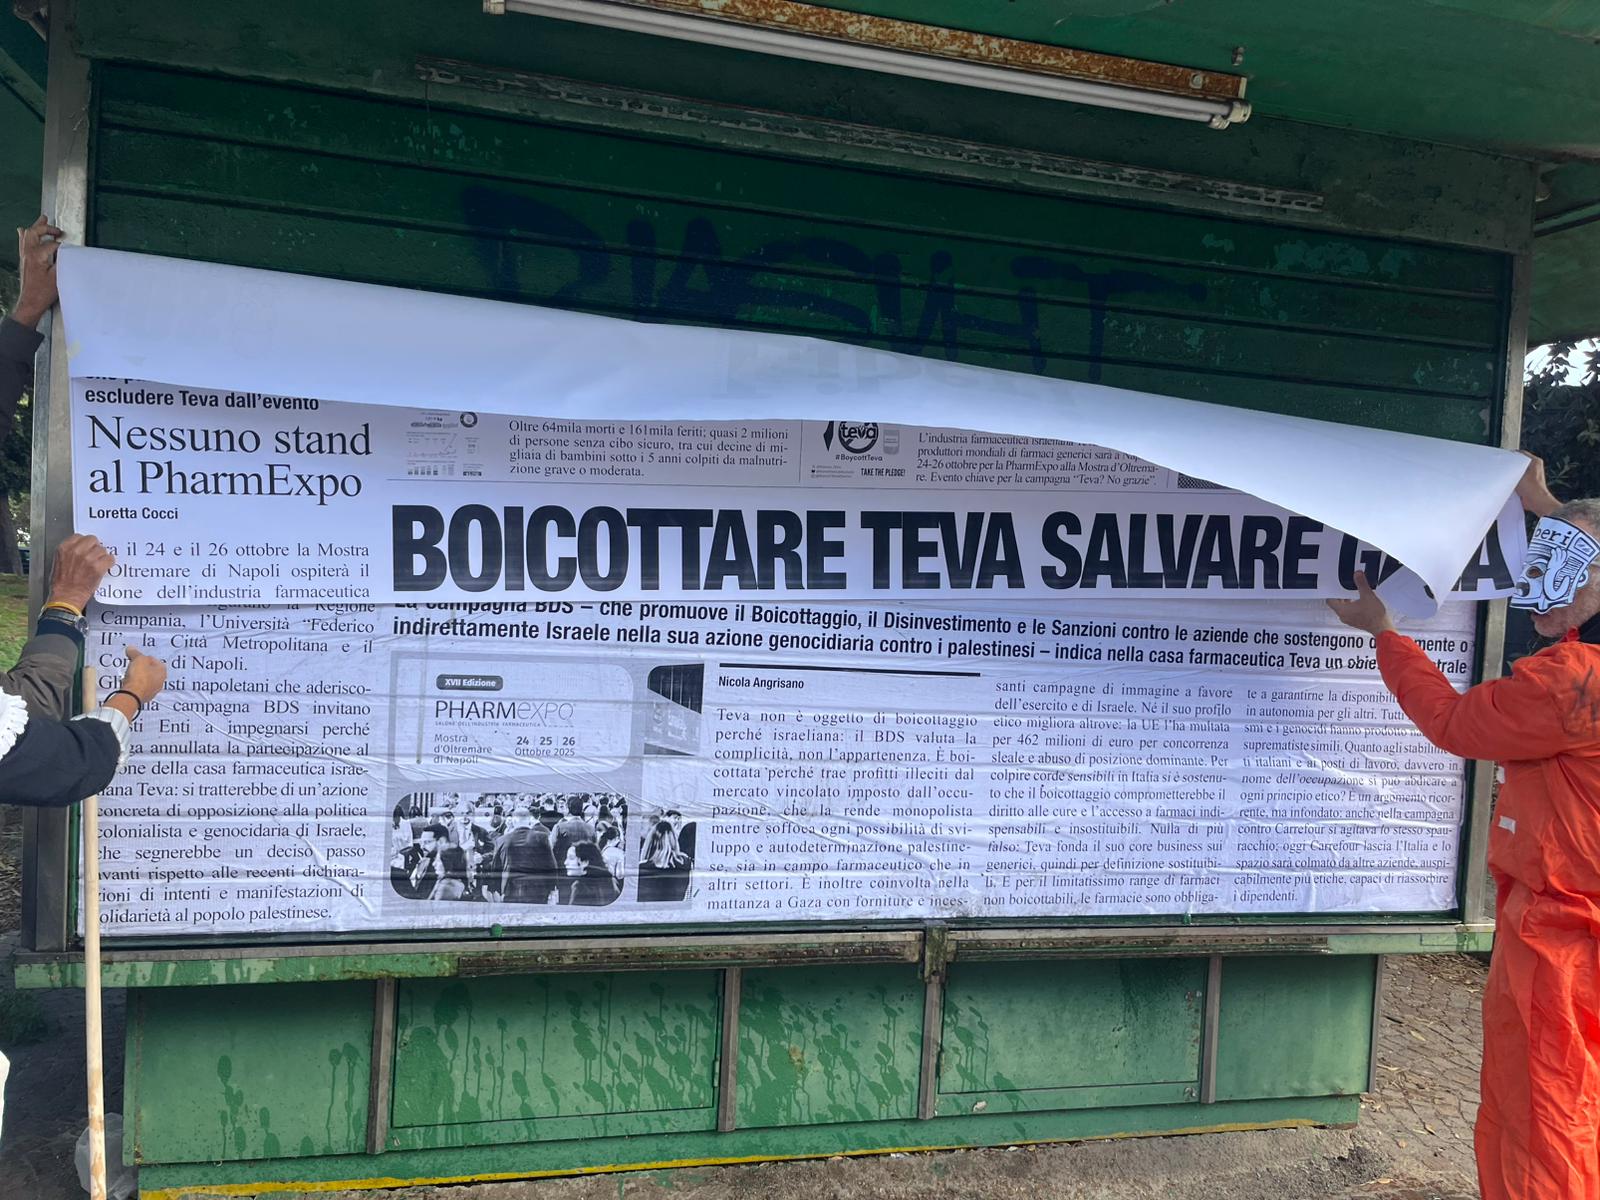 escludere Teva dall'evento
Nessuno stand
al PharmExpo
Loretta Cocci
il 24 e il 26 ottobre la Mostra
Oltremare di Napoli ospiterà il
alone dell'industria farmaceutica
la Regione
Campania, l'Università "Federico
II", la Città Metropolitana e il
di Napoli.
napoletani che aderisco-
campagna BDS invitano
Enti a impegnarsi perché
annullata la partecipazione al
one della casa farmaceutica israe-
iana Teva: si tratterebbe di un'azione
concreta di opposizione alla politica
colonialista e genocidaria di Israele,
che segnerebbe un deciso passo
avanti rispetto alle recenti dichiara-
zioni di intenti e manifestazioni di
olidarietà al popolo palestinese.
Oltre 64mila morti e 161mila feriti; quasi 2 milioni
di persone senza cibo sicuro, tra cui decine di mi-
gliaia di bambini sotto i 5 anni colpiti da malnutri-
zione grave o moderata.
teva
#BoycottTeva
TAKE THE PLEDGE!
L'industria farmaceutica israeliana
produttori mondiali di farmaci generici sarà a
24-26 ottobre per la PharmExpo alla Mostra d'Oltrema-
re. Evento chiave per la campagna "Teva? No grazie".
BOICOTTARE TEVA SALVARE
La campagna BDS – che promuove il Boicottaggio, il Disinvestimento e le Sanzioni contro le aziende che sostengono
indirettamente Israele nella sua azione genocidiaria contro i palestinesi – indica nella casa farmaceutica Teva un
XVII Edizione
PHARMEXPO
SALONE DELL'INDUSTRIA FARMACEUTICA
Mostra
d'Oltremare
di Napoli
24 | 25 | 26
Ottobre 2025
Nicola Angrisano
Teva non è oggetto di boicottaggio
perché israeliana: il BDS valuta la
complicità, non l'appartenenza. È boi-
cottata perché trae profitti illeciti dal
mercato vincolato imposto dall'occu-
pazione, che la rende monopolista
mentre soffoca ogni possibilità di svi-
luppo e autodeterminazione palestine-
se, sia in campo farmaceutico che in
altri settori. È inoltre coinvolta nella
mattanza a Gaza con forniture e inces-
santi campagne di immagine a favore
dell'esercito e di Israele. Né il suo profilo
etico migliora altrove: la UE l'ha multata
per 462 milioni di euro per concorrenza
sleale e abuso di posizione dominante. Per
colpire corde sensibili in Italia si è sostenu-
to che il boicottaggio comprometterebbe il
diritto alle cure e l'accesso a farmaci indi-
spensabili e insostituibili. Nulla di più
falso: Teva fonda il suo core business sui
generici, quindi per definizione sostituibi-
li. E per il limitatissimo range di farmaci
non boicottabili, le farmacie sono obbliga-
te a garantirne la
in autonomia per gli altri.
smi e i genocidi hanno prodotto
suprematiste simili. Quanto agli
ti italiani e ai posti di lavoro, davvero in
nome dell'occupazione si può abdicare a
ogni principio etico? È un argomento ricor-
rente, ma infondato: anche nella campagna
contro Carrefour si agitava lo stesso spau-
racchio; oggi Carrefour lascia l'Italia e lo
spazio sarà colmato da altre aziende, auspi-
cabilmente più etiche, capaci di riassorbire
i dipendenti.